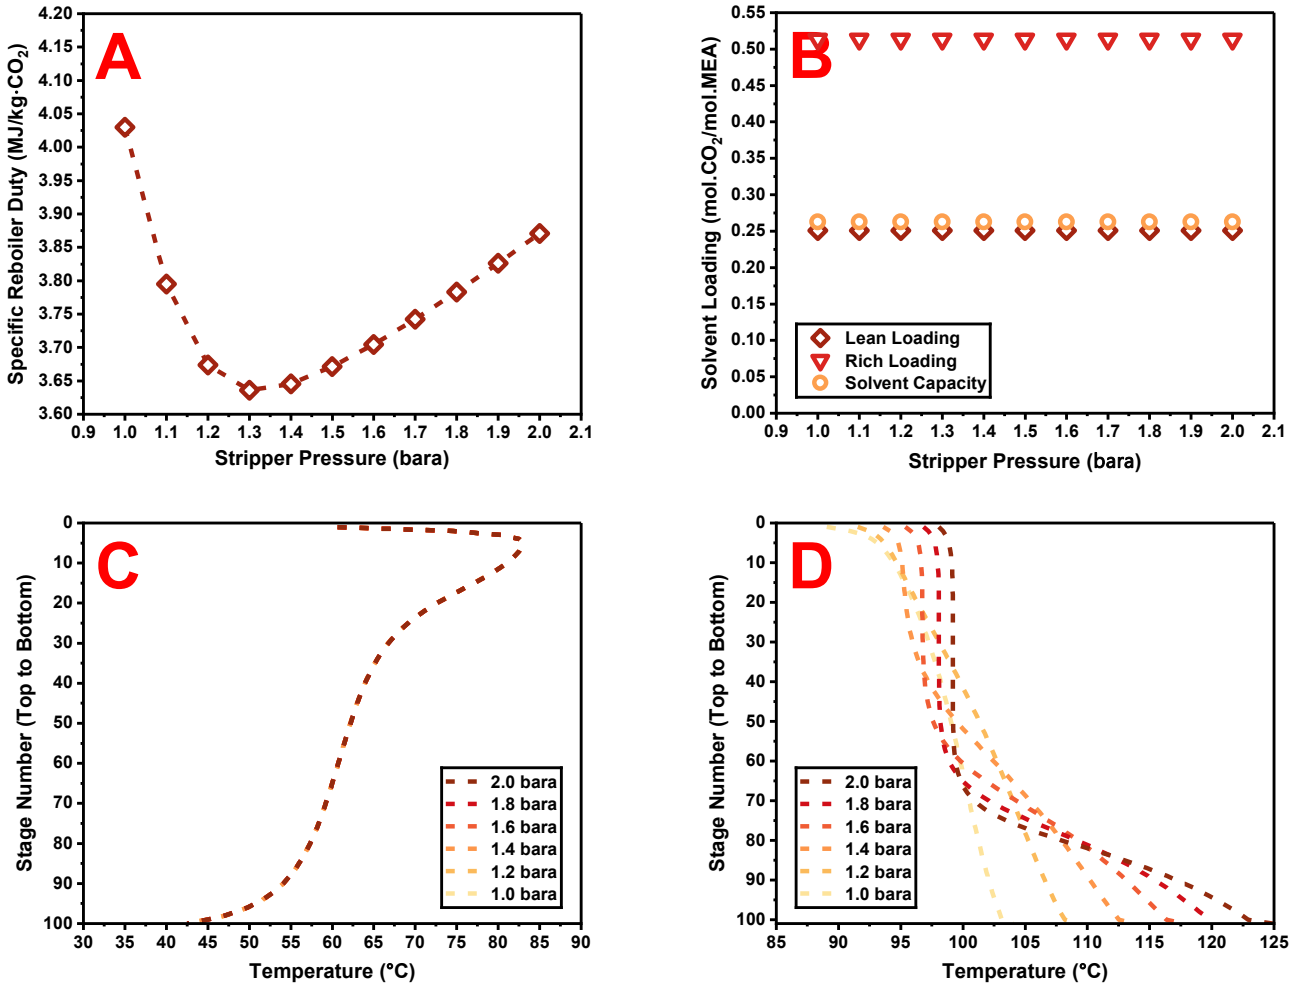 A
4.20
4.15
4.10
4.05
4.00
3.95
3.90
3.85
3.80
3.75
3.70
3.65
3.60
0.9 1.0 1.1 1.2 1.3 1.4 1.5 1.6 1.7 1.8 1.9 2.0 2.1
Specific Reboiler Duty (MJ/kg·CO₂)
Stripper Pressure (bara)
B
0.55
0.50
0.45
0.40
0.35
0.30
0.25
0.20
0.15
0.10
0.05
0.00
0.9 1.0 1.1 1.2 1.3 1.4 1.5 1.6 1.7 1.8 1.9 2.0 2.1
Solvent Loading (mol.CO₂/mol.MEA)
Stripper Pressure (bara)
Lean Loading
Rich Loading
Solvent Capacity
C
0
10
20
30
40
50
60
70
80
90
100
30 35 40 45 50 55 60 65 70 75 80 85 90
Stage Number (Top to Bottom)
Temperature (°C)
2.0 bara
1.8 bara
1.6 bara
1.4 bara
1.2 bara
1.0 bara
D
0
10
20
30
40
50
60
70
80
90
100
85 90 95 100 105 110 115 120 125
Stage Number (Top to Bottom)
Temperature (°C)
2.0 bara
1.8 bara
1.6 bara
1.4 bara
1.2 bara
1.0 bara